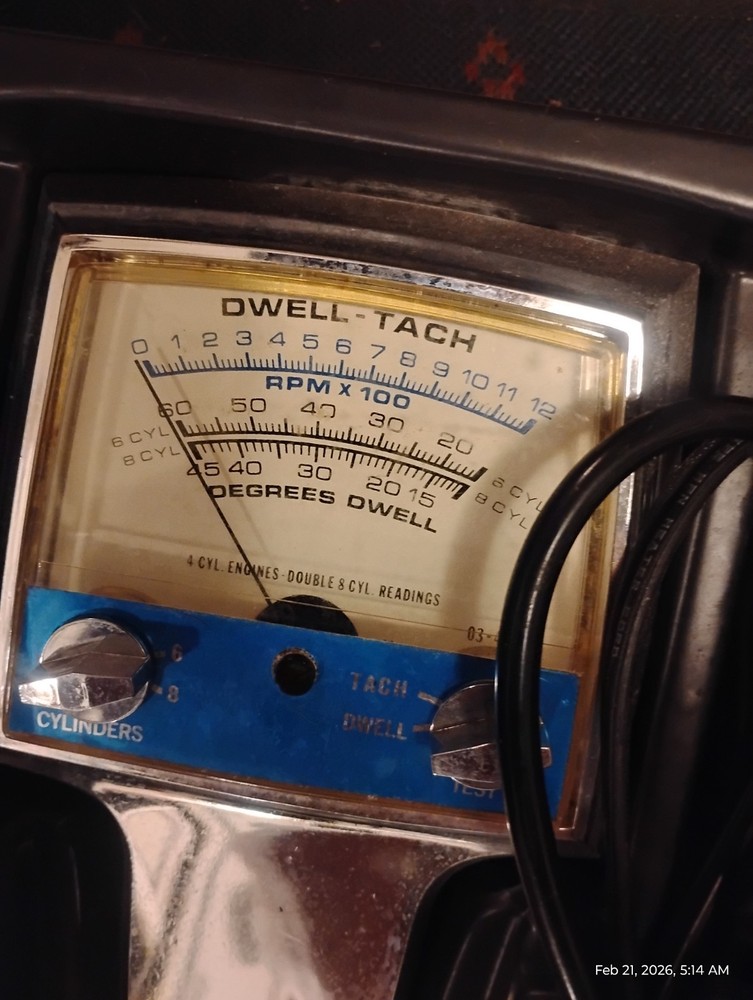 DWELL-TACH
0 1 2 3 4 5 6 7 8 9 10 11 12
RPM X 100
60 50 40 30 20
6 CYL 6 CYL
8 CYL 8 CYL
45 40 30 20 15
DEGREES DWELL
4 CYL. ENGINES-DOUBLE 8 CYL. READINGS
03-
6
8
CYLINDERS
TACH
DWELL
TEST
Feb 21, 2026, 5:14 AM